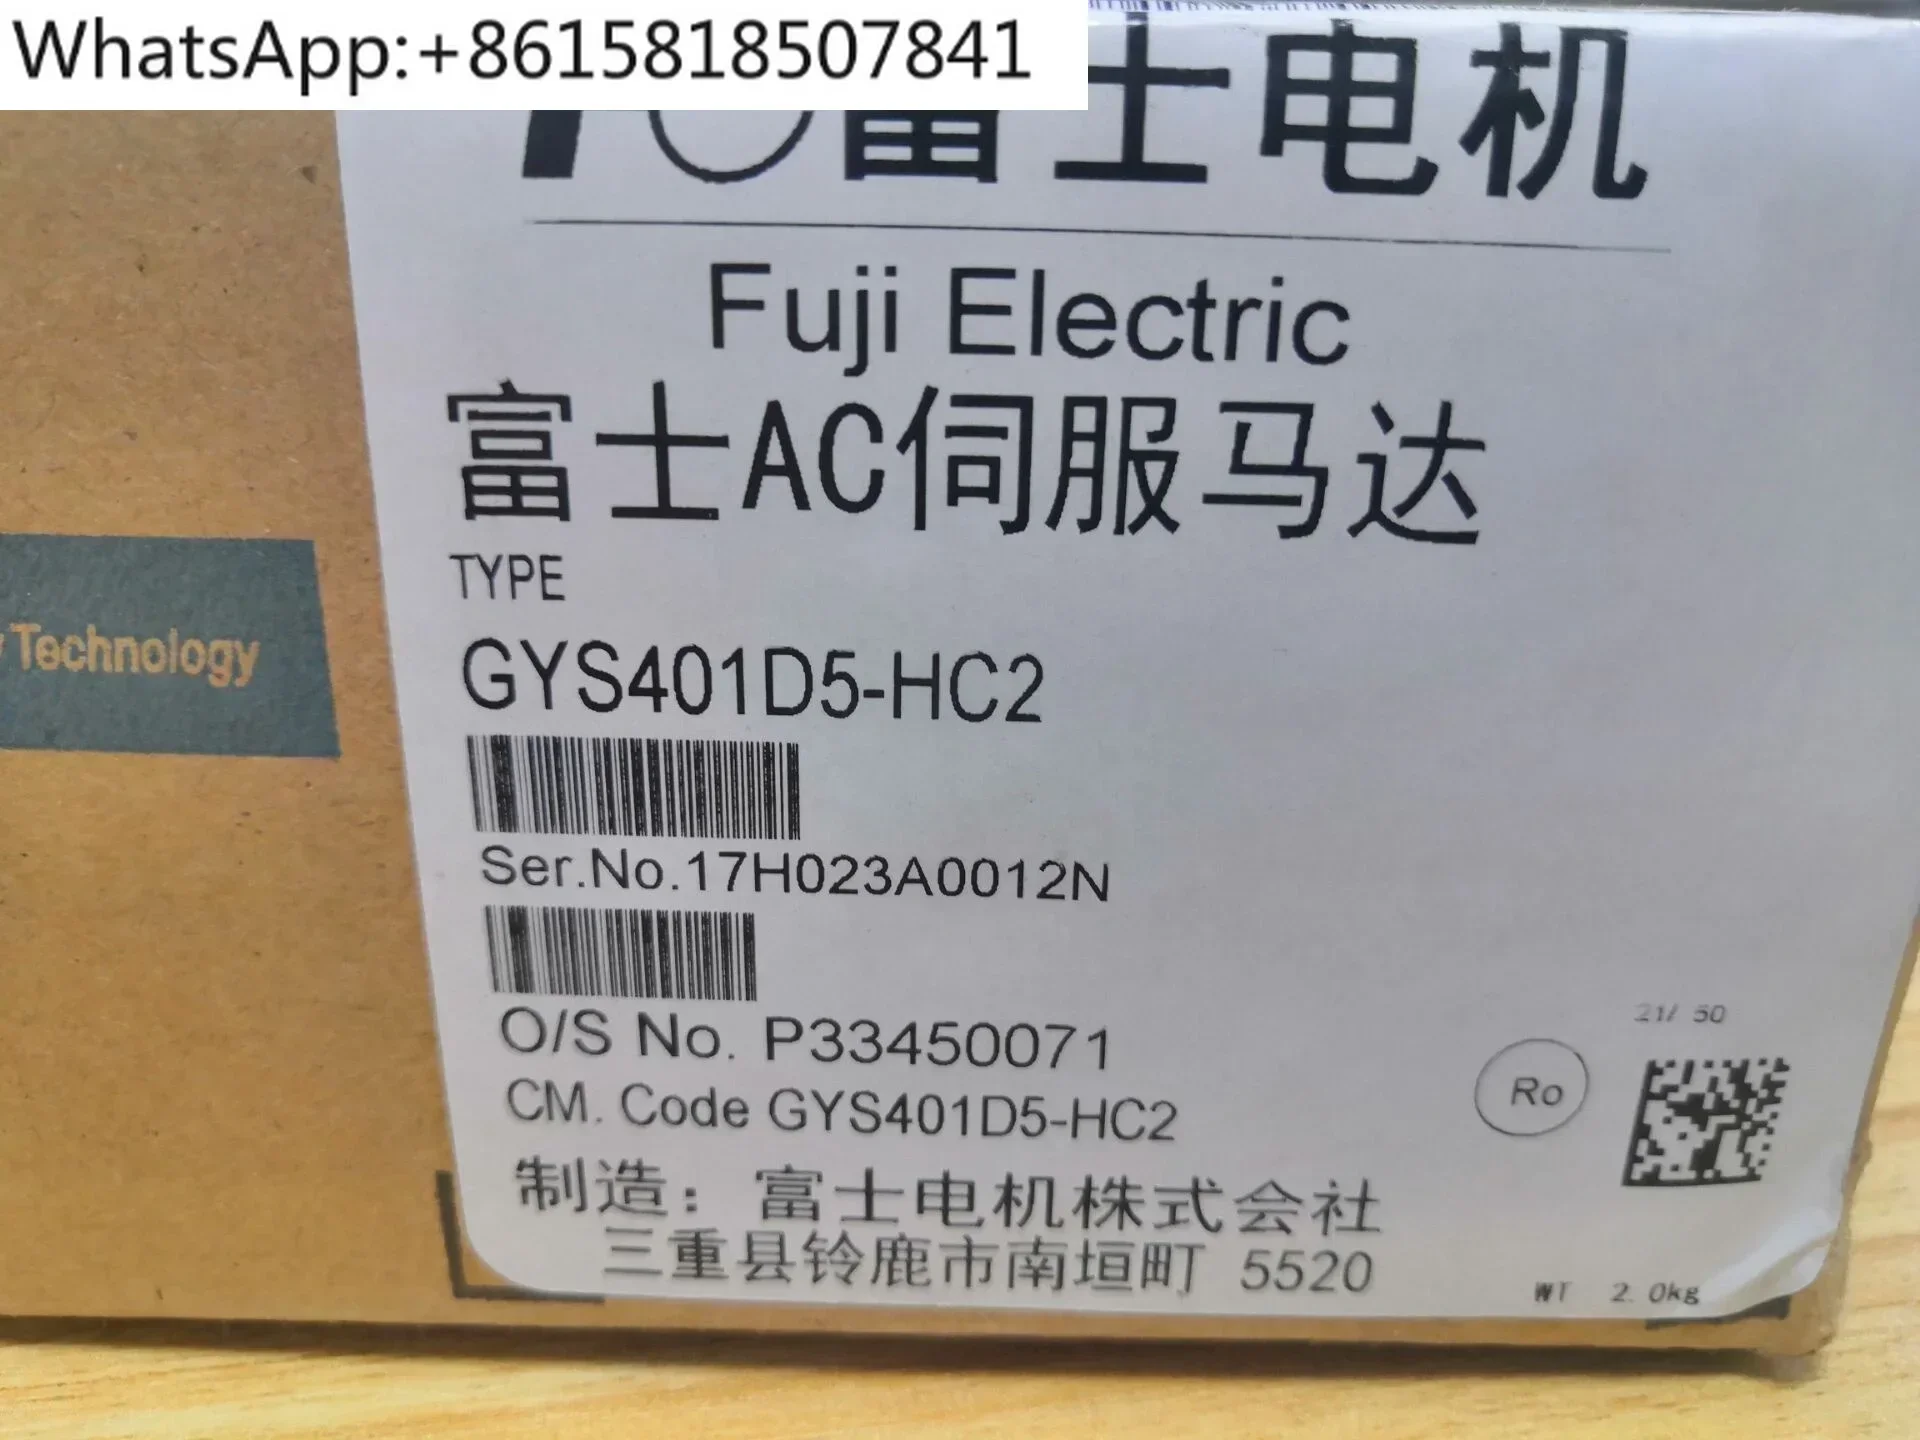 WhatsApp:+8615818507841
富士电机
Fuji Electric
富士AC伺服马达
TYPE
Technology
GYS401D5-HC2
Ser.No.17H023A0012N
O/S No. P33450071
21/ 50
CM. Code GYS401D5-HC2
Ro
制造：富士电机株式会社
三重县铃鹿市南垣町 5520
WT 2.0kg